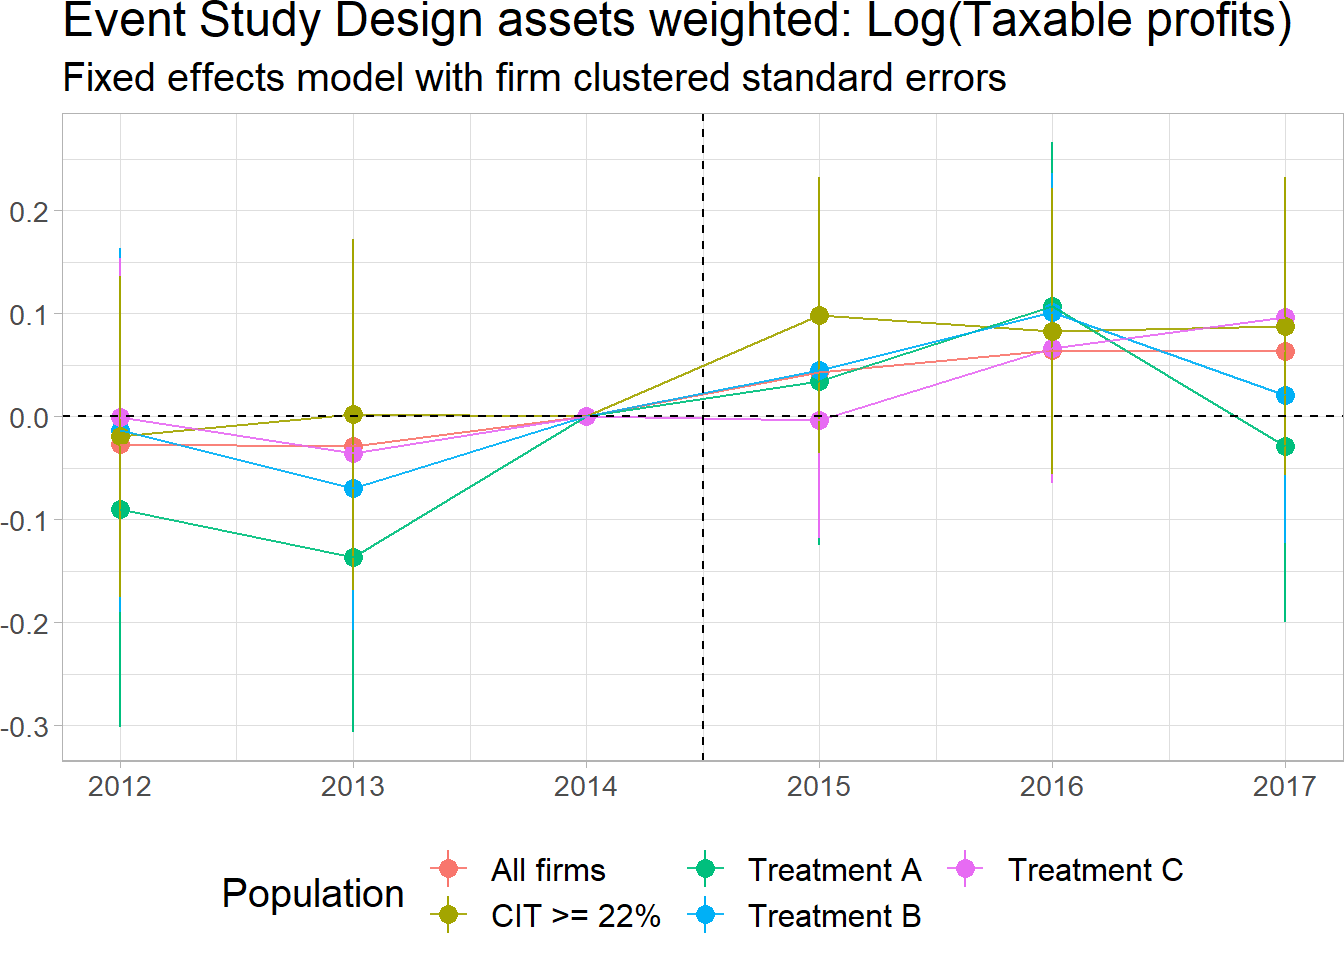 Event Study Design assets weighted: Log(Taxable profits)
Fixed effects model with firm clustered standard errors
0.2
0.1
0.0
-0.1
-0.2
-0.3
2012 2013 2014 2015 2016 2017
Population
All firms Treatment A Treatment C
CIT >= 22% Treatment B